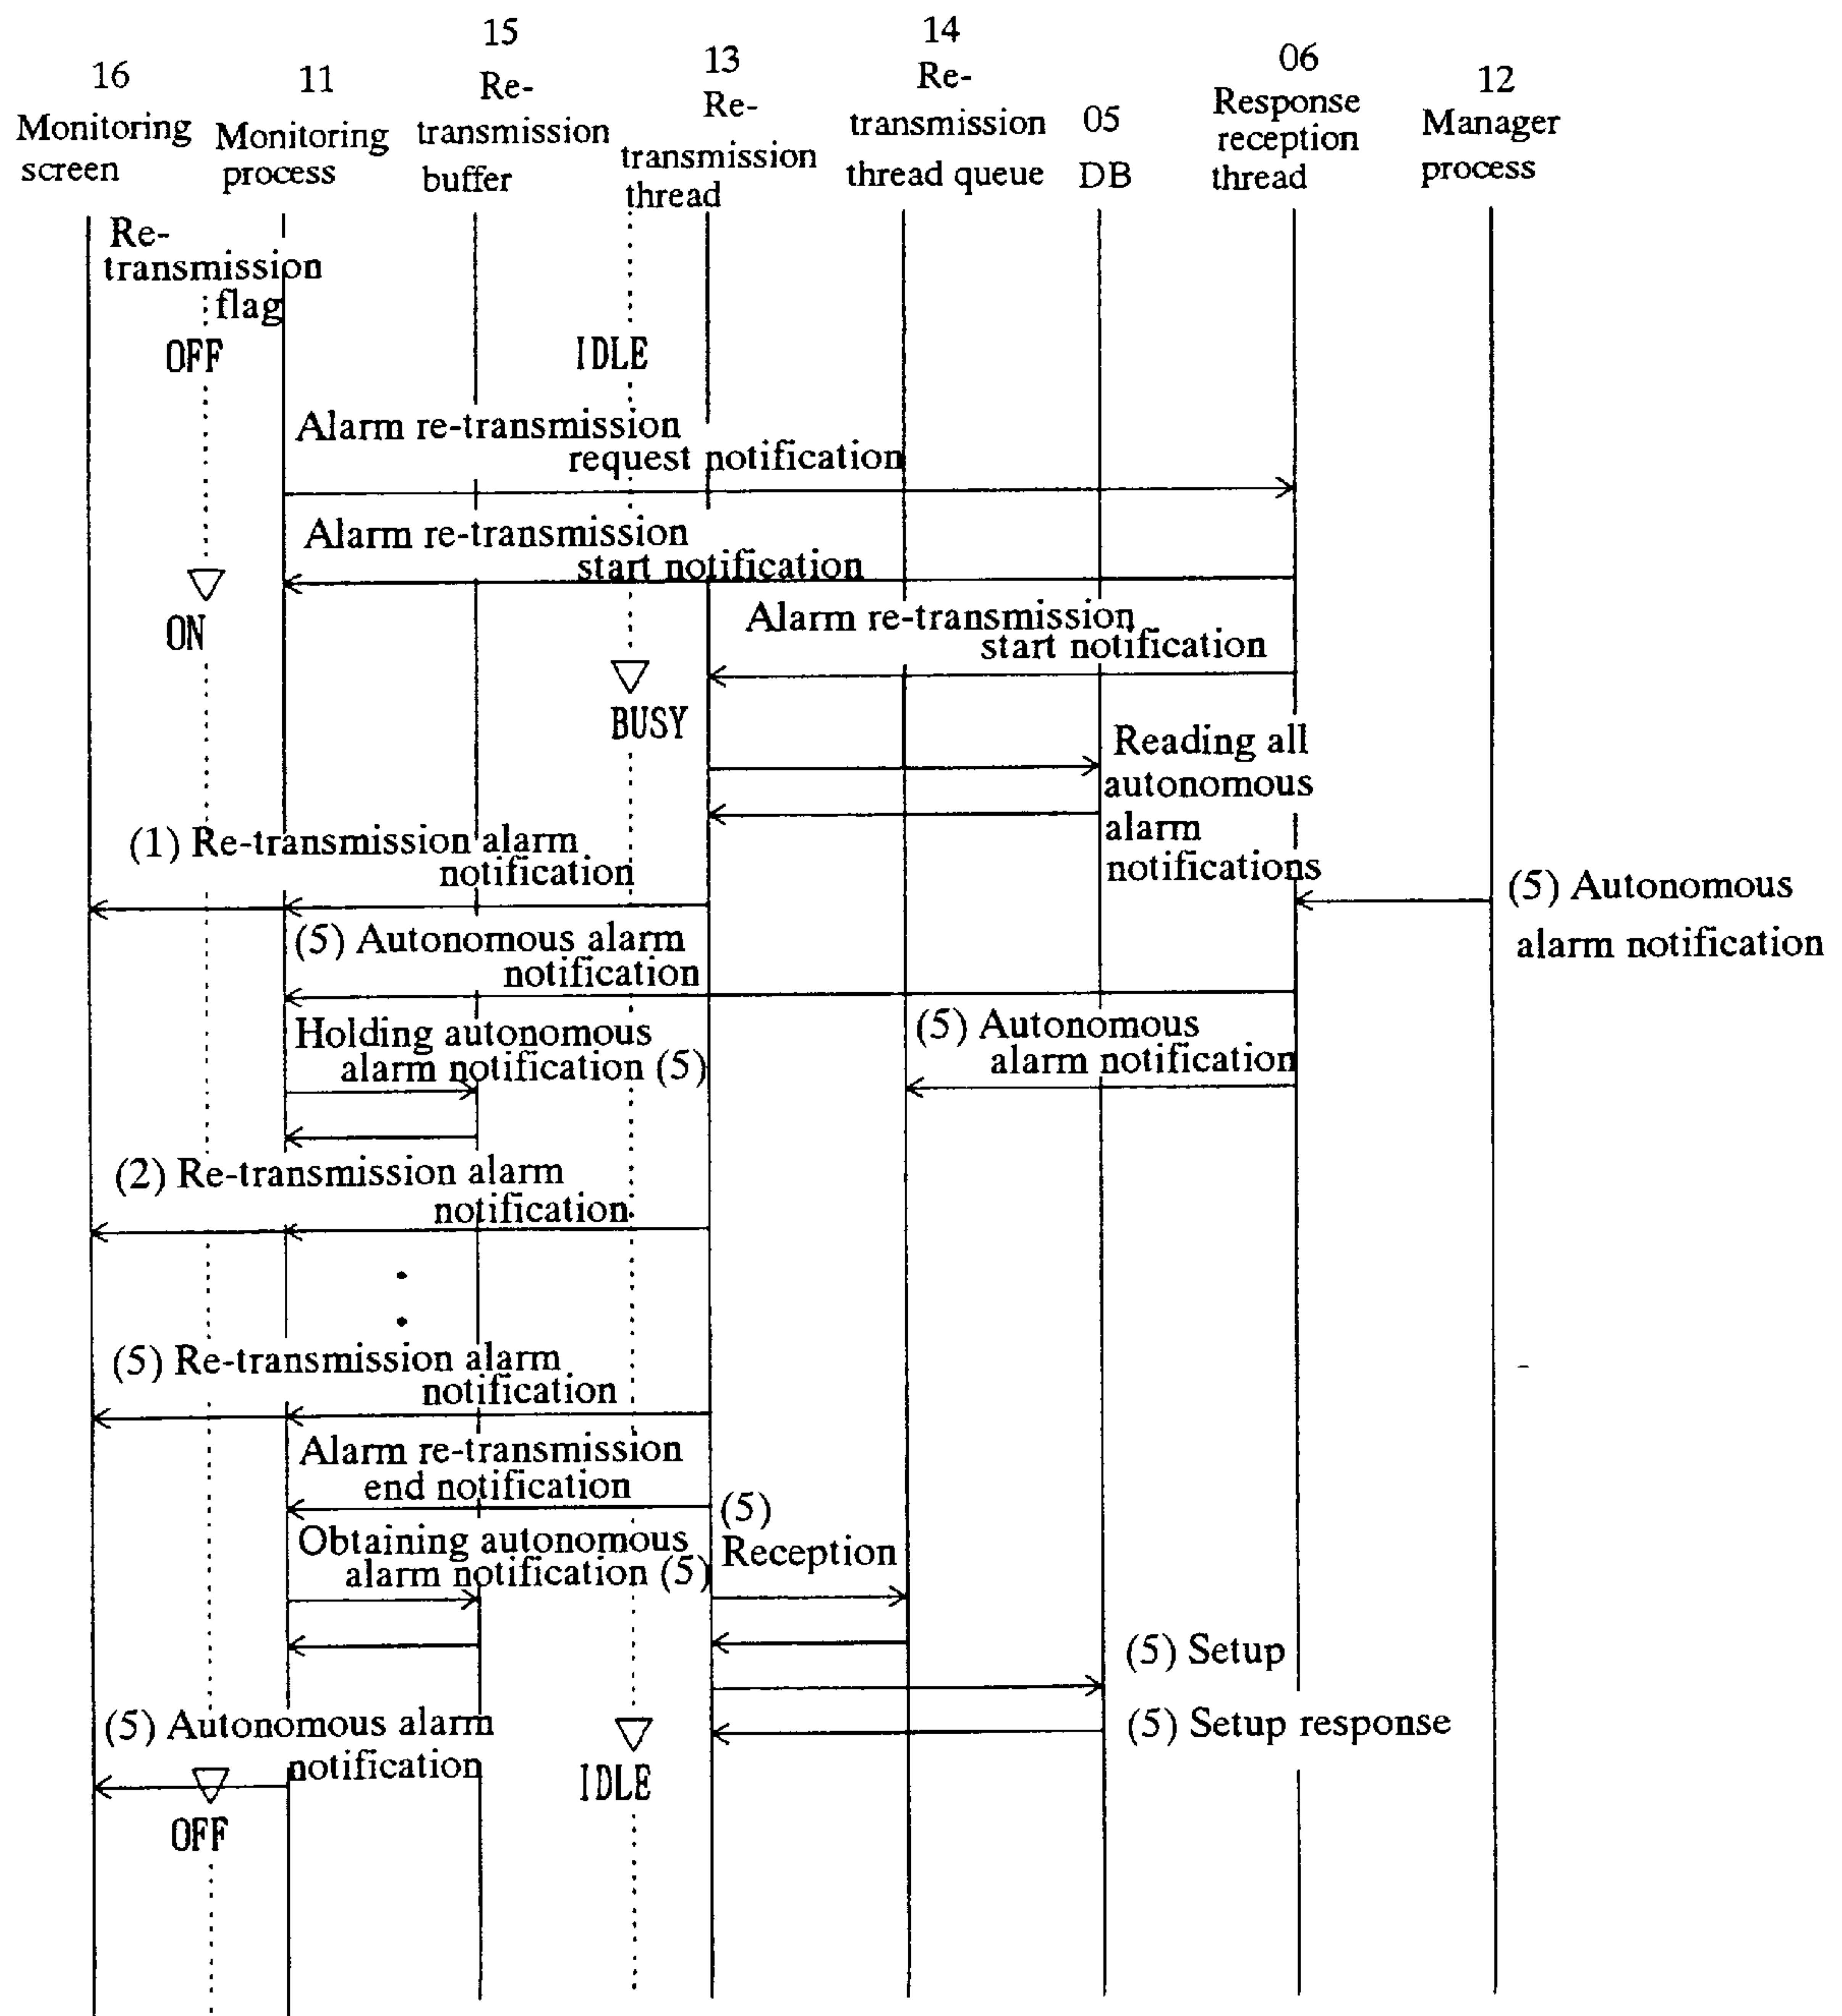 16
Monitoring
screen
11
Monitoring
process
15
Re-
transmission
buffer
13
Re-
transmission
thread
14
Re-
transmission
thread queue
05
DB
06
Response
reception
thread
12
Manager
process
Re-
transmission
flag
OFF
IDLE
Alarm re-transmission
request notification
Alarm re-transmission
start notification
ON
Alarm re-transmission
start notification
BUSY
Reading all
autonomous
alarm
notifications
(1) Re-transmission alarm
notification
(5) Autonomous
alarm notification
(5) Autonomous alarm
notification
Holding autonomous
alarm notification (5)
(5) Autonomous
alarm notification
(2) Re-transmission alarm
notification
(5) Re-transmission alarm
notification
Alarm re-transmission
end notification
(5)
Reception
Obtaining autonomous
alarm notification (5)
(5) Setup
(5) Setup response
(5) Autonomous alarm
notification
IDLE
OFF